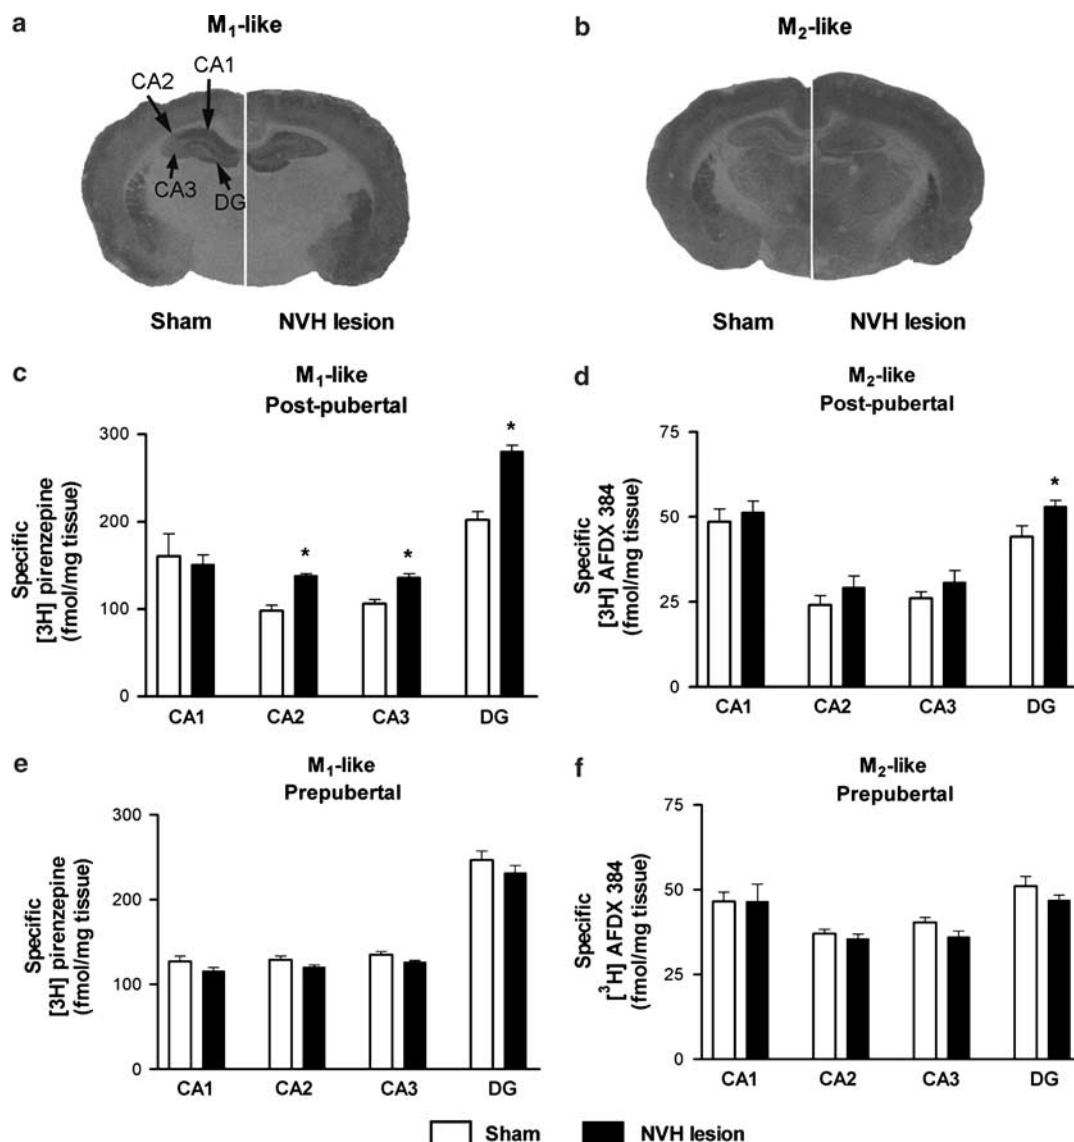 a
M₁-like
CA2
CA1
CA3
DG
Sham
NVH lesion
b
M₂-like
Sham
NVH lesion
c
M₁-like
Post-pubertal
Specific
[3H] pirenzepine
(fmol/mg tissue)
300
200
100
0
CA1
CA2
CA3
DG
*
*
*
d
M₂-like
Post-pubertal
Specific
[3H] AFDX 384
(fmol/mg tissue)
75
50
25
0
CA1
CA2
CA3
DG
*
e
M₁-like
Prepubertal
Specific
[3H] pirenzepine
(fmol/mg tissue)
300
200
100
0
CA1
CA2
CA3
DG
f
M₂-like
Prepubertal
Specific
[³H] AFDX 384
(fmol/mg tissue)
75
50
25
0
CA1
CA2
CA3
DG
Sham
NVH lesion